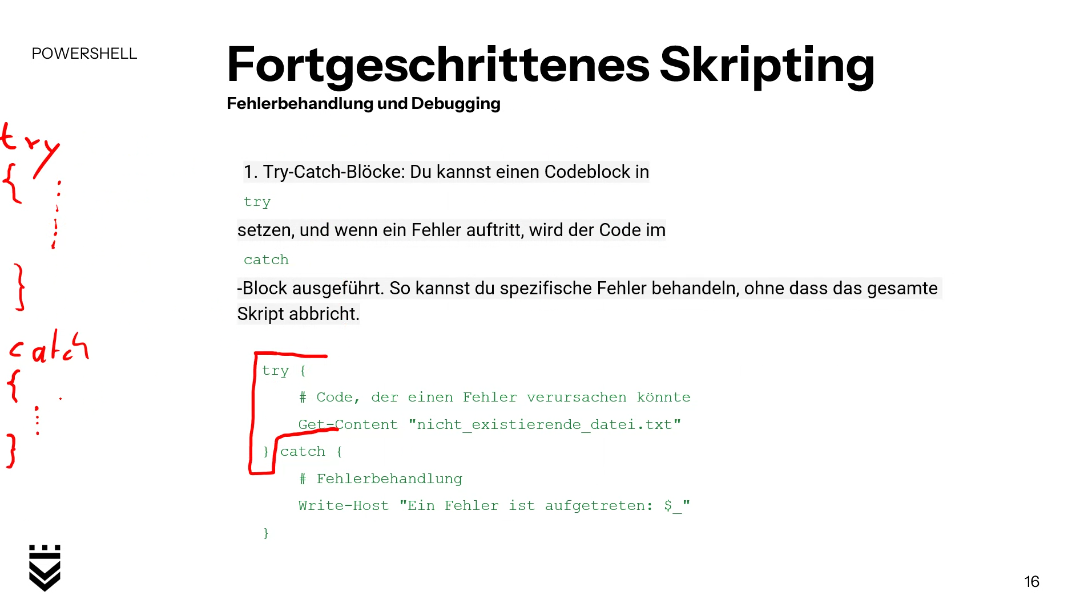 POWERSHELL
Fortgeschrittenes Skripting
Fehlerbehandlung und Debugging
try
{
}
catch
{
}
1. Try-Catch-Blöcke: Du kannst einen Codeblock in
try
setzen, und wenn ein Fehler auftritt, wird der Code im
catch
-Block ausgeführt. So kannst du spezifische Fehler behandeln, ohne dass das gesamte
Skript abbricht.
try {
# Code, der einen Fehler verursachen könnte
Get-Content "nicht_existierende_datei.txt"
} catch {
# Fehlerbehandlung
Write-Host "Ein Fehler ist aufgetreten: $_"
}
16